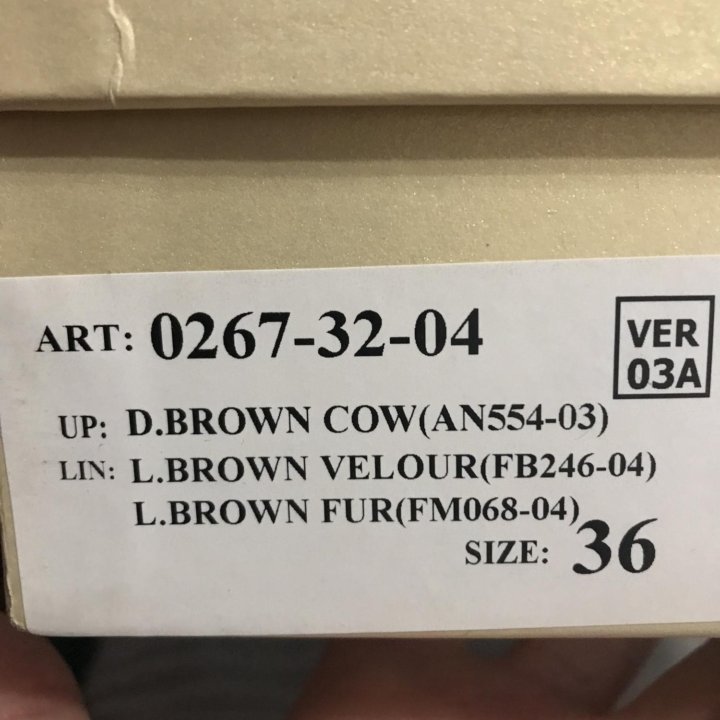 ART: 0267-32-04
VER
03A
UP: D.BROWN COW(AN554-03)
LIN: L.BROWN VELOUR(FB246-04)
L.BROWN FUR(FM068-04)
SIZE: 36